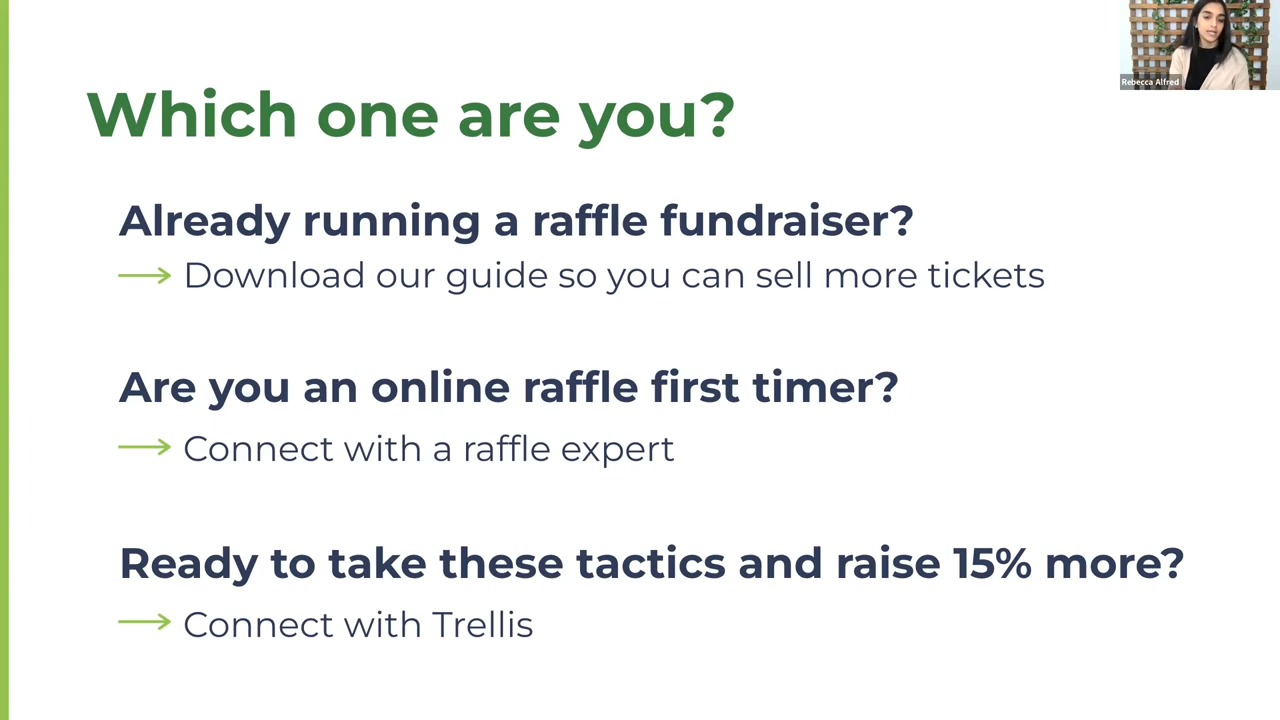 Rebecca Alfred
Which one are you?
Already running a raffle fundraiser?
Download our guide so you can sell more tickets
Are you an online raffle first timer?
Connect with a raffle expert
Ready to take these tactics and raise 15% more?
Connect with Trellis